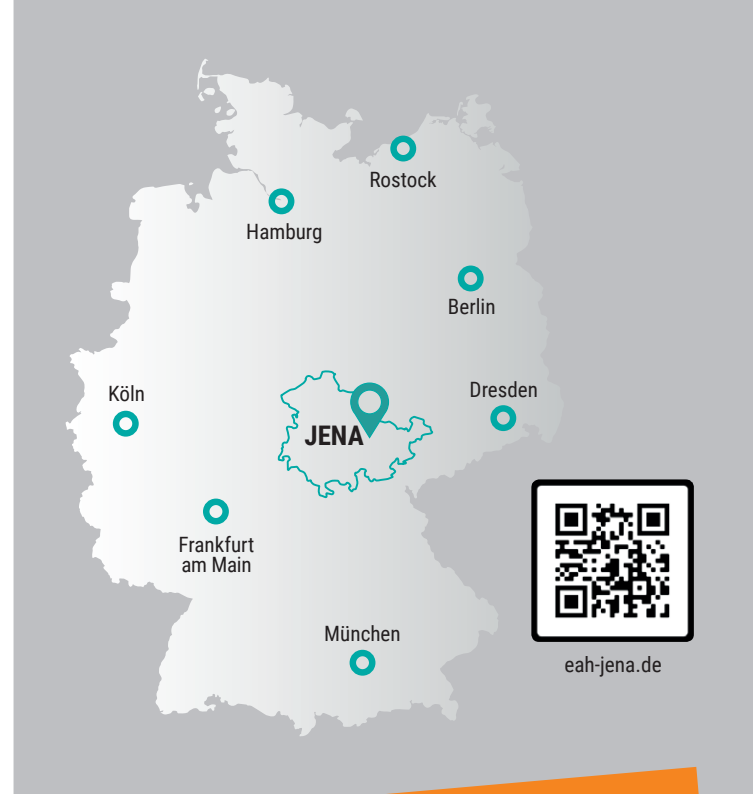 Rostock
Hamburg
Berlin
Köln
Dresden
JENA
Frankfurt
am Main
München
eah-jena.de